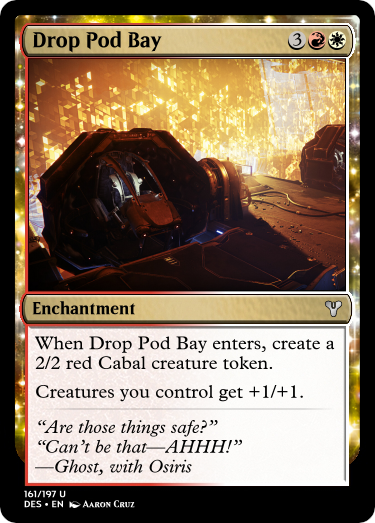 Drop Pod Bay 3
Enchantment
When Drop Pod Bay enters, create a
2/2 red Cabal creature token.
Creatures you control get +1/+1.
“Are those things safe?”
“Can’t be that—AHHH!”
—Ghost, with Osiris
161/197 U
DES • EN Aaron Cruz